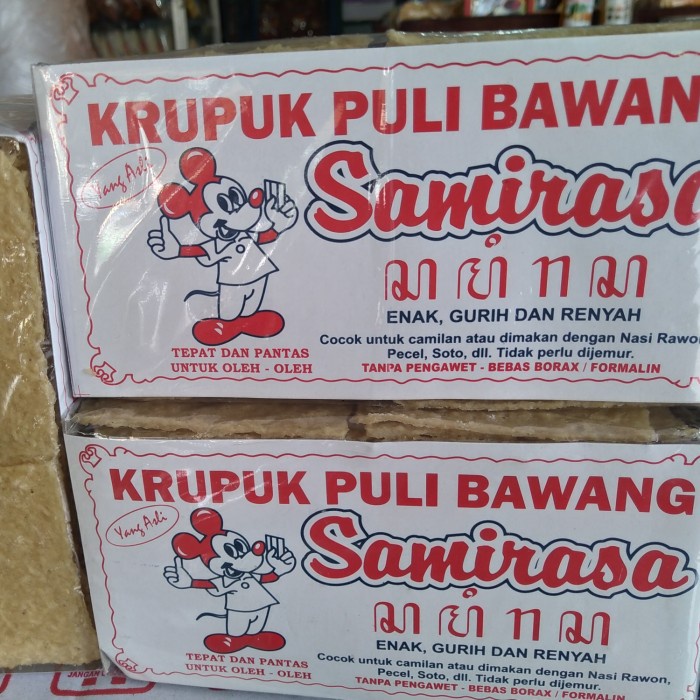 KRUPUK PULI BAWAN
Yang Asli
Samirasa
ꦱꦩꦶꦫꦱ
ENAK, GURIH DAN RENYAH
Cocok untuk camilan atau dimakan dengan Nasi Rawo
Pecel, Soto, dll. Tidak perlu dijemur.
TANPA PENGAWET - BEBAS BORAX / FORMALIN
TEPAT DAN PANTAS
UNTUK OLEH - OLEH
KRUPUK PULI BAWANG
Yang Asli
Samirasa
ꦱꦩꦶꦫꦱ
ENAK, GURIH DAN RENYAH
Cocok untuk camilan atau dimakan dengan Nasi Rawon,
Pecel, Soto, dll. Tidak perlu dijemur.
TANPA PENGAWET - BEBAS BORAX / FORMALIN
TEPAT DAN PANTAS
UNTUK OLEH - OLEH
JANGAN